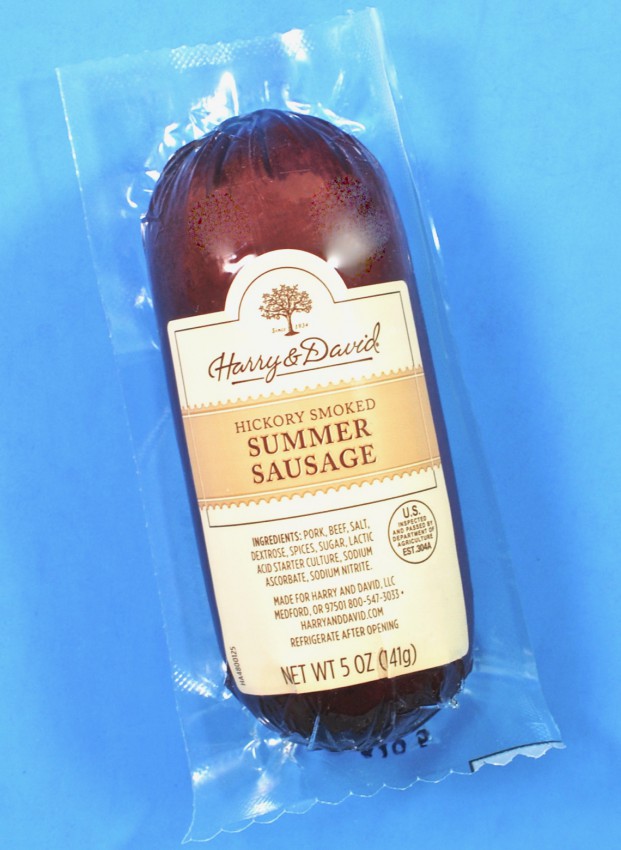 Since 1934
Harry & David
HICKORY SMOKED
SUMMER
SAUSAGE
INGREDIENTS: PORK, BEEF, SALT,
DEXTROSE, SPICES, SUGAR, LACTIC
ACID STARTER CULTURE, SODIUM
ASCORBATE, SODIUM NITRITE.
U.S.
INSPECTED
AND PASSED BY
DEPARTMENT OF
AGRICULTURE
EST.304A
MADE FOR HARRY AND DAVID, LLC
MEDFORD, OR 97501 800-547-3033 •
HARRYANDDAVID.COM
REFRIGERATE AFTER OPENING
HA4800125
NET WT 5 OZ (141g)